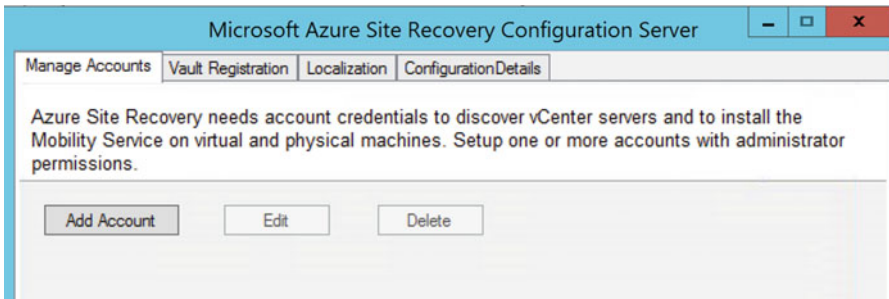 Microsoft Azure Site Recovery Configuration Server
Manage Accounts Vault Registration Localization ConfigurationDetails
Azure Site Recovery needs account credentials to discover vCenter servers and to install the
Mobility Service on virtual and physical machines. Setup one or more accounts with administrator
permissions.
Add Account Edit Delete